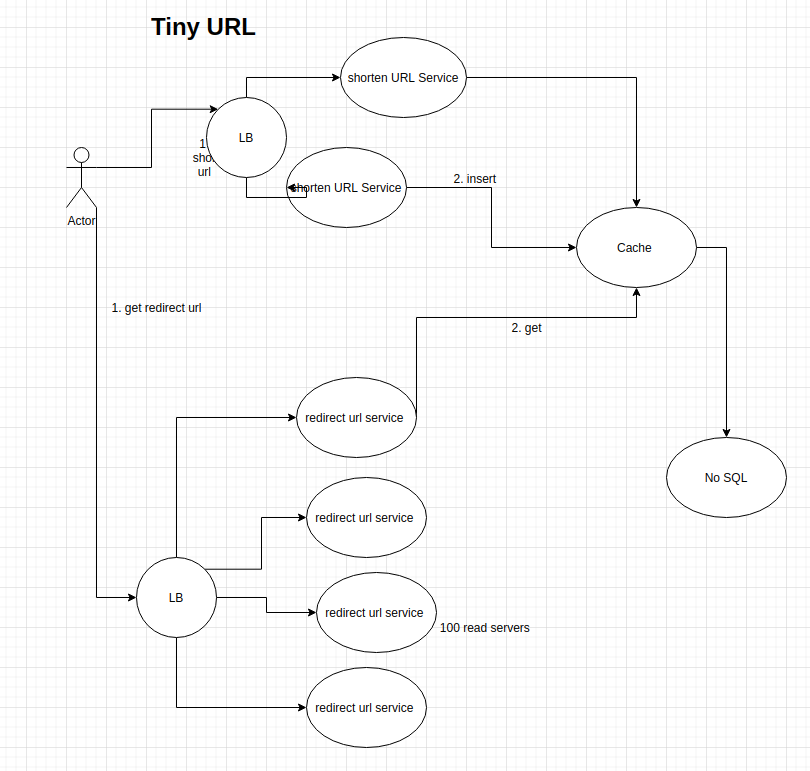 Tiny URL
shorten URL Service
LB
1.
url
shorten URL Service
2. insert
Actor
Cache
1. get redirect url
2. get
redirect url service
No SQL
redirect url service
LB
redirect url service
100 read servers
redirect url service